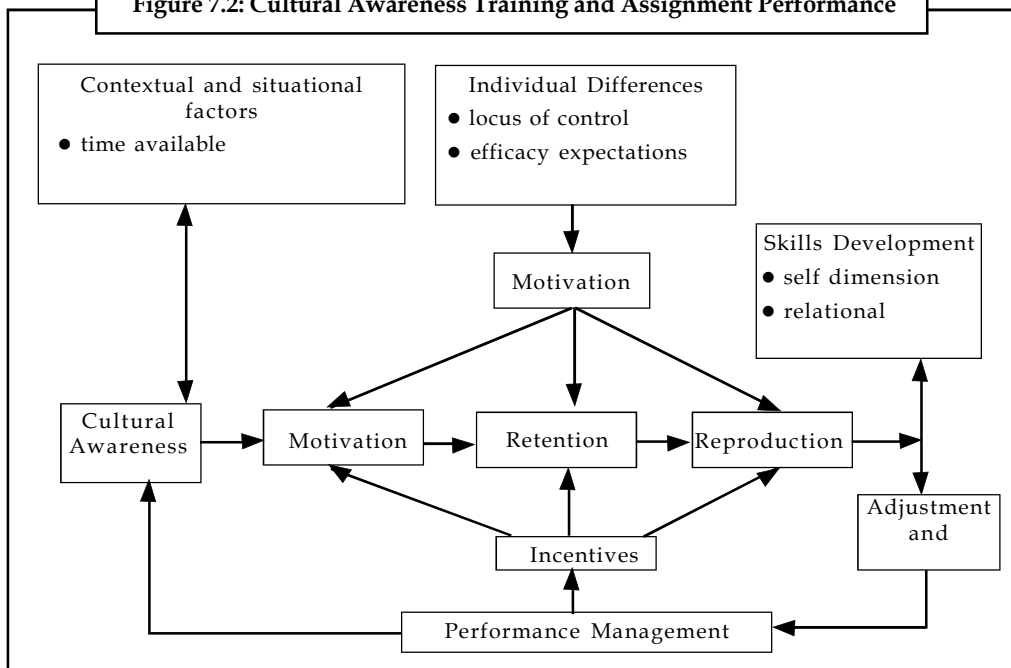 Figure 7.2: Cultural Awareness Training and Assignment Performance
Contextual and situational
factors
● time available
Individual Differences
● locus of control
● efficacy expectations
Skills Development
● self dimension
● relational
Motivation
Cultural
Awareness
Motivation
Retention
Reproduction
Adjustment
and
Incentives
Performance Management